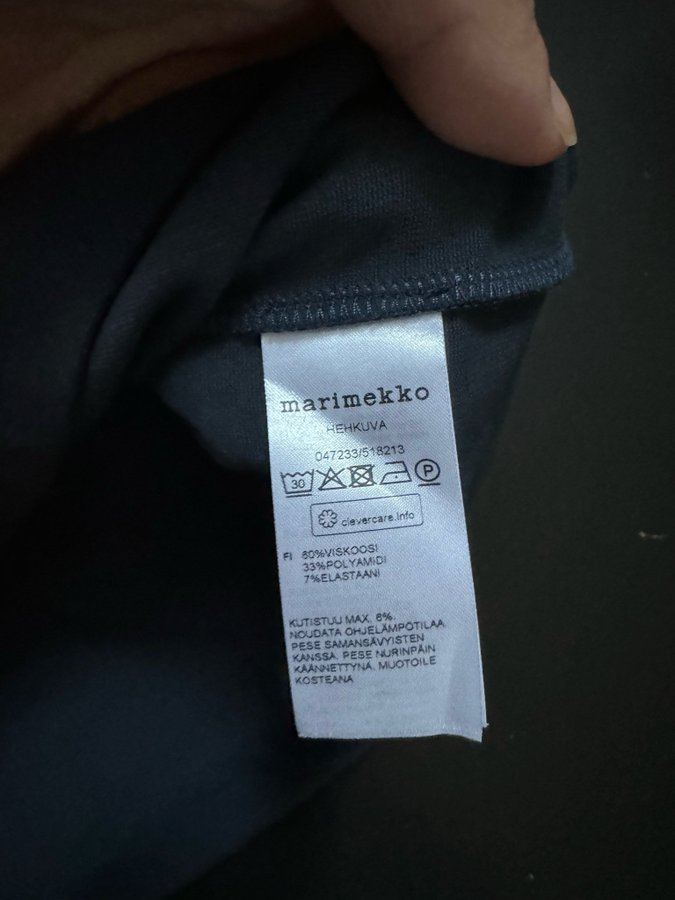 marimekko
HEHKUVA
047233/518213
30 P
clevercare.info
FI 60%VISKOOSI
33%POLYAMIDI
7%ELASTAANI
KUTISTUU MAX. 6%.
NOUDATA OHJELÄMPÖTILAA.
PESE SAMANSÄVYISTEN
KANSSA. PESE NURINPÄIN
KÄÄNNETTYNÄ. MUOTOILE
KOSTEANA